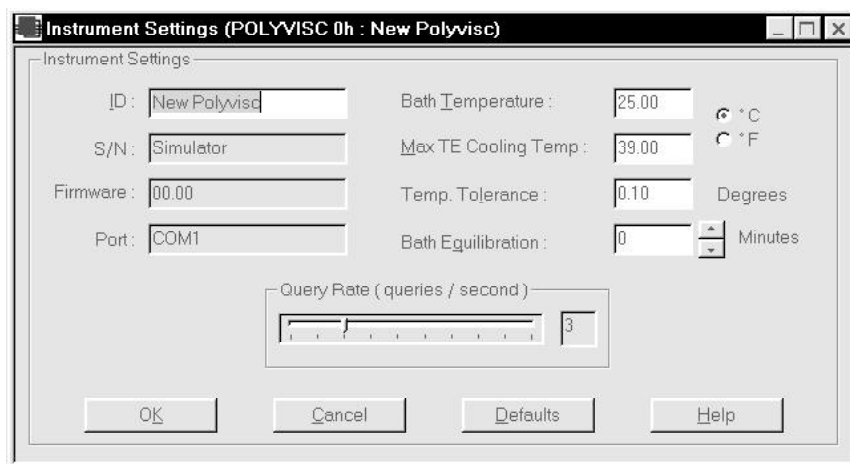 Instrument Settings (POLYVISC 0h : New Polyvisc)
Instrument Settings
ID : New Polyvisc
S/N : Simulator
Firmware : 00.00
Port : COM1
Bath Temperature : 25.00
Max TE Cooling Temp : 39.00
°C
°F
Temp. Tolerance : 0.10 Degrees
Bath Equilibration : 0 Minutes
Query Rate ( queries / second )
3
OK Cancel Defaults Help